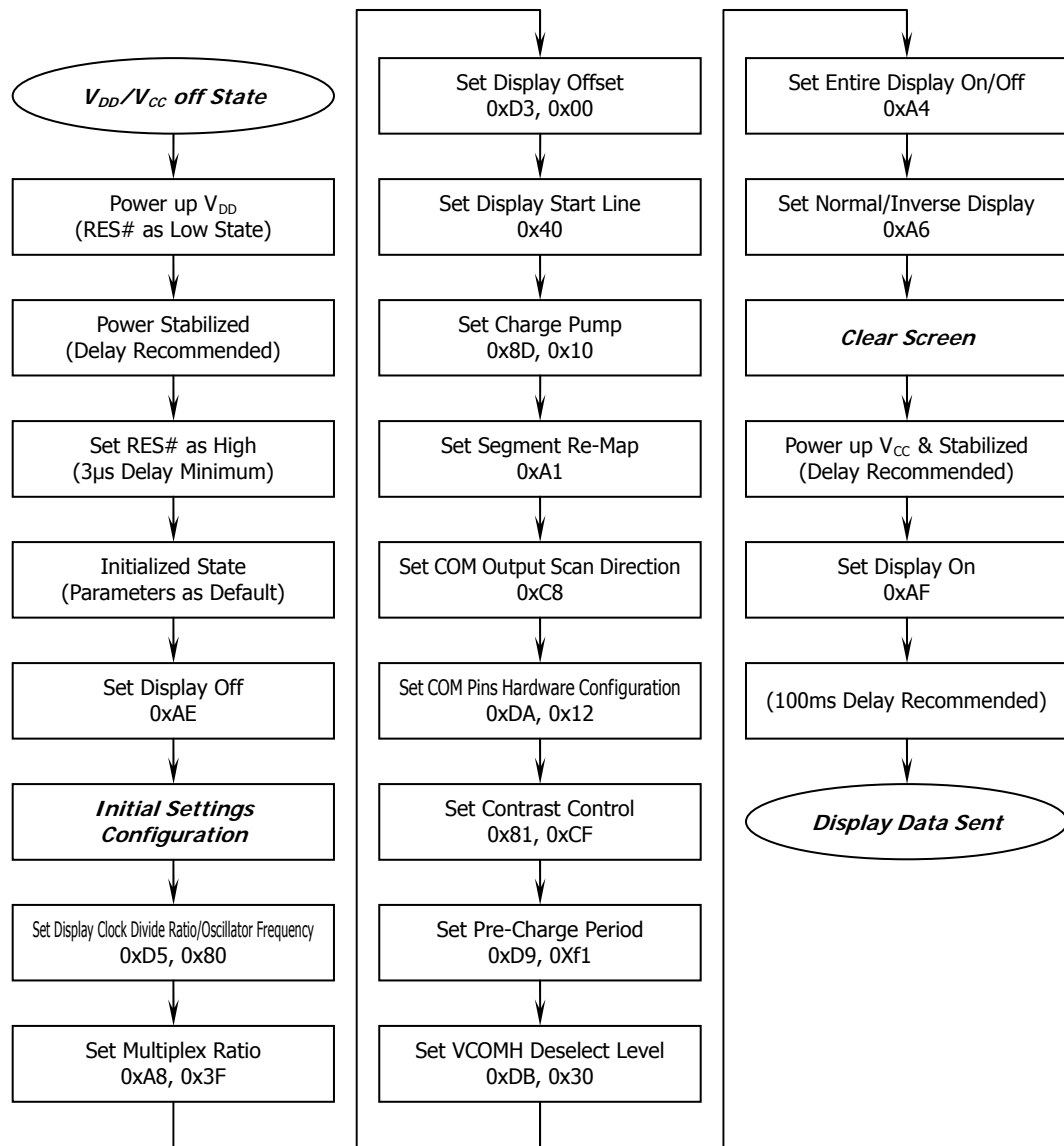 V_DD/V_CC off State
Power up V_DD
(RES# as Low State)
Power Stabilized
(Delay Recommended)
Set RES# as High
(3μs Delay Minimum)
Initialized State
(Parameters as Default)
Set Display Off
0xAE
Initial Settings
Configuration
Set Display Clock Divide Ratio/Oscillator Frequency
0xD5, 0x80
Set Multiplex Ratio
0xA8, 0x3F
Set Display Offset
0xD3, 0x00
Set Display Start Line
0x40
Set Charge Pump
0x8D, 0x10
Set Segment Re-Map
0xA1
Set COM Output Scan Direction
0xC8
Set COM Pins Hardware Configuration
0xDA, 0x12
Set Contrast Control
0x81, 0xCF
Set Pre-Charge Period
0xD9, 0Xf1
Set VCOMH Deselect Level
0xDB, 0x30
Set Entire Display On/Off
0xA4
Set Normal/Inverse Display
0xA6
Clear Screen
Power up V_CC & Stabilized
(Delay Recommended)
Set Display On
0xAF
(100ms Delay Recommended)
Display Data Sent